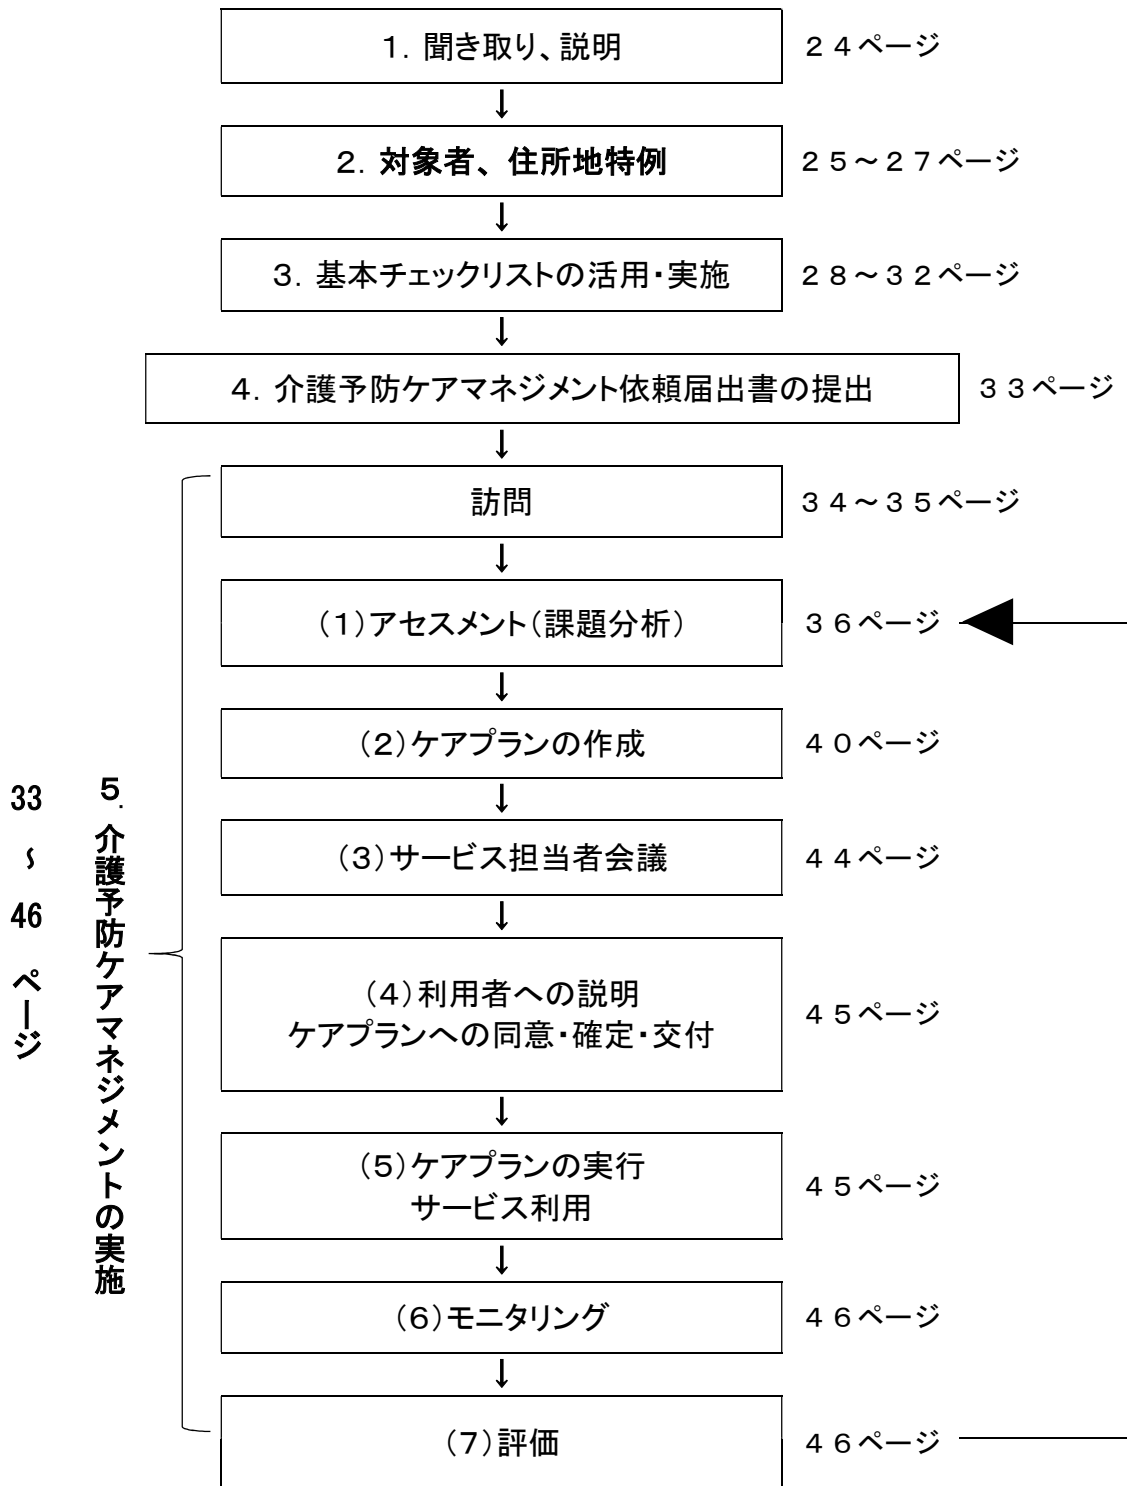 １．聞き取り、説明
２４ページ
２．対象者、住所地特例
２５～２７ページ
３．基本チェックリストの活用・実施
２８～３２ページ
４．介護予防ケアマネジメント依頼届出書の提出
３３ページ
５．介護予防ケアマネジメントの実施
33～46ページ
訪問
３４～３５ページ
（１）アセスメント（課題分析）
３６ページ
（２）ケアプランの作成
４０ページ
（３）サービス担当者会議
４４ページ
（４）利用者への説明
ケアプランへの同意・確定・交付
４５ページ
（５）ケアプランの実行
サービス利用
４５ページ
（６）モニタリング
４６ページ
（７）評価
４６ページ